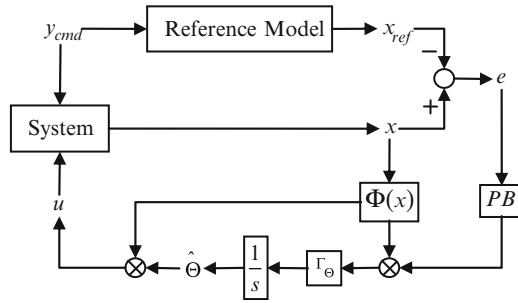 y_cmd Reference Model x_ref
−
e
+
System x
u Φ(x) PB
Θ̂ 1/s Γ_Θ